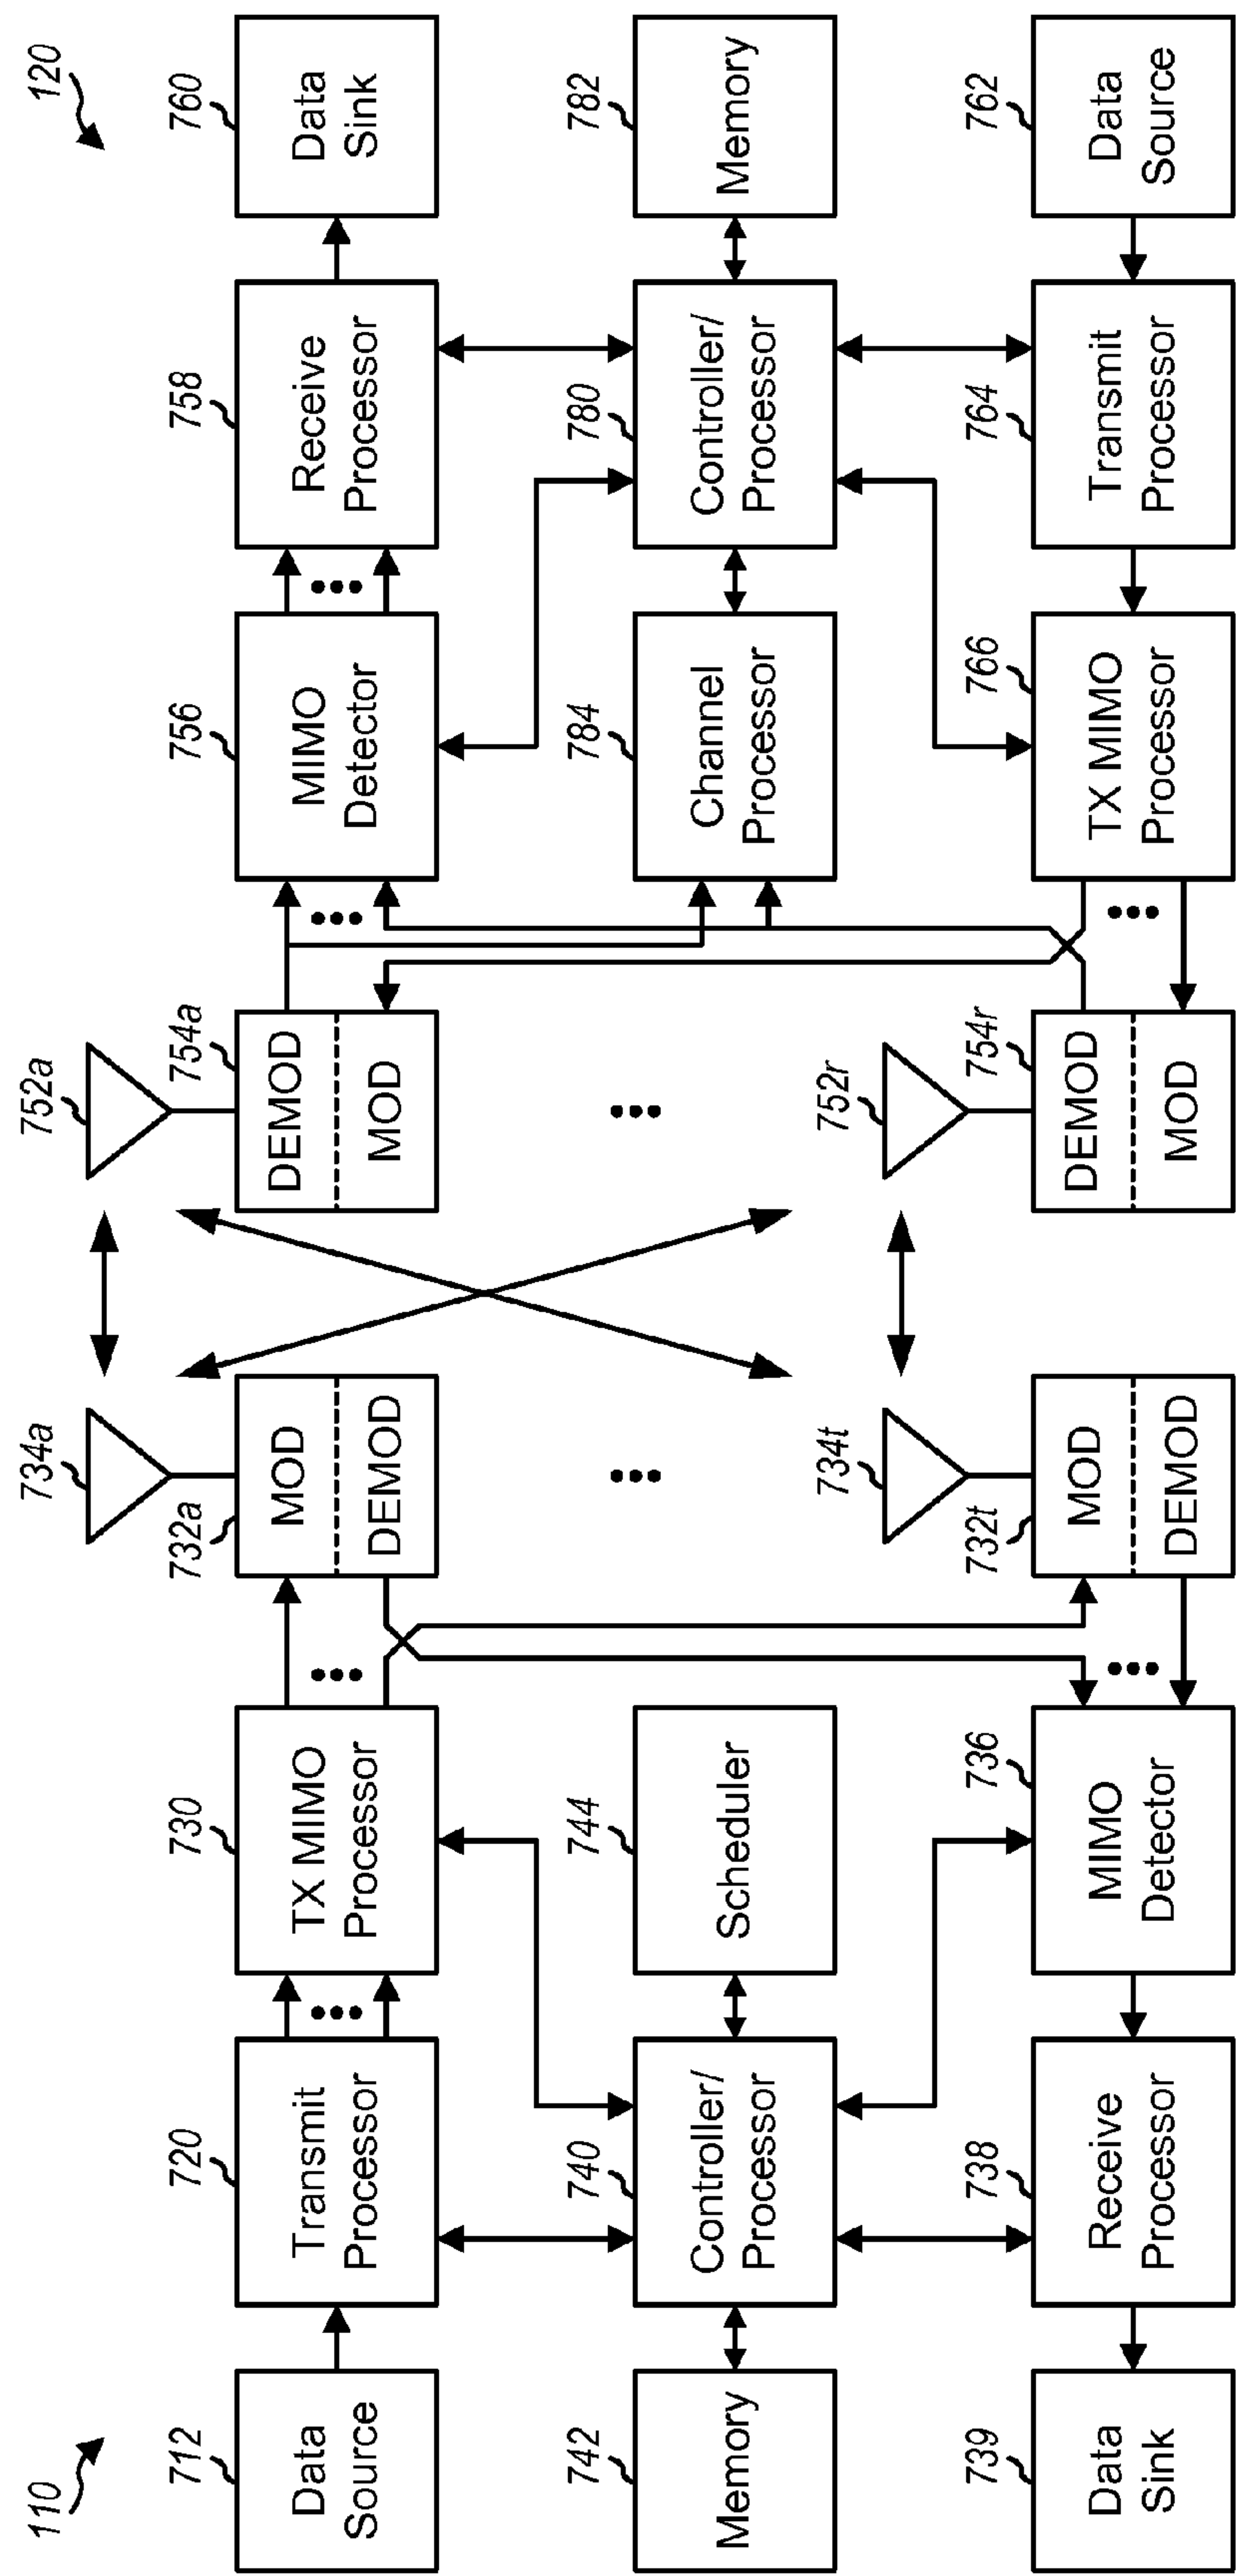 110
120
734a
752a
712
720
730
732a
754a
756
758
760
Data
Source
Transmit
Processor
TX MIMO
Processor
MOD
DEMOD
DEMOD
MOD
MIMO
Detector
Receive
Processor
Data
Sink
742
740
744
784
780
782
Memory
Controller/
Processor
Scheduler
Channel
Processor
Controller/
Processor
Memory
734t
752r
739
738
736
732t
754r
766
764
762
Data
Sink
Receive
Processor
MIMO
Detector
MOD
DEMOD
DEMOD
MOD
TX MIMO
Processor
Transmit
Processor
Data
Source